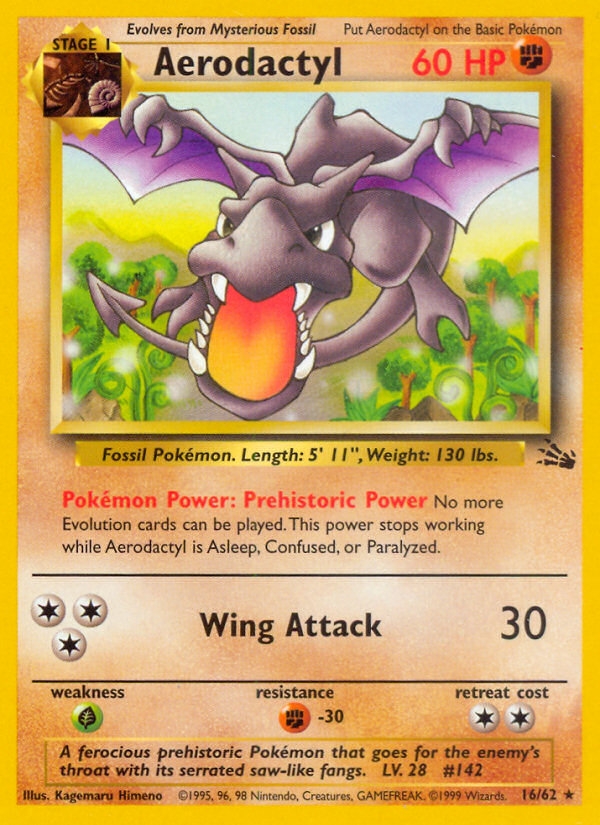 Evolves from Mysterious Fossil Put Aerodactyl on the Basic Pokémon
STAGE 1
Aerodactyl 60 HP
Fossil Pokémon. Length: 5' 11", Weight: 130 lbs.
Pokémon Power: Prehistoric Power No more
Evolution cards can be played. This power stops working
while Aerodactyl is Asleep, Confused, or Paralyzed.
Wing Attack 30
weakness resistance retreat cost
-30
A ferocious prehistoric Pokémon that goes for the enemy's
throat with its serrated saw-like fangs. LV. 28 #142
Illus. Kagemaru Himeno ©1995, 96, 98 Nintendo, Creatures, GAMEFREAK. ©1999 Wizards. 16/62 ★